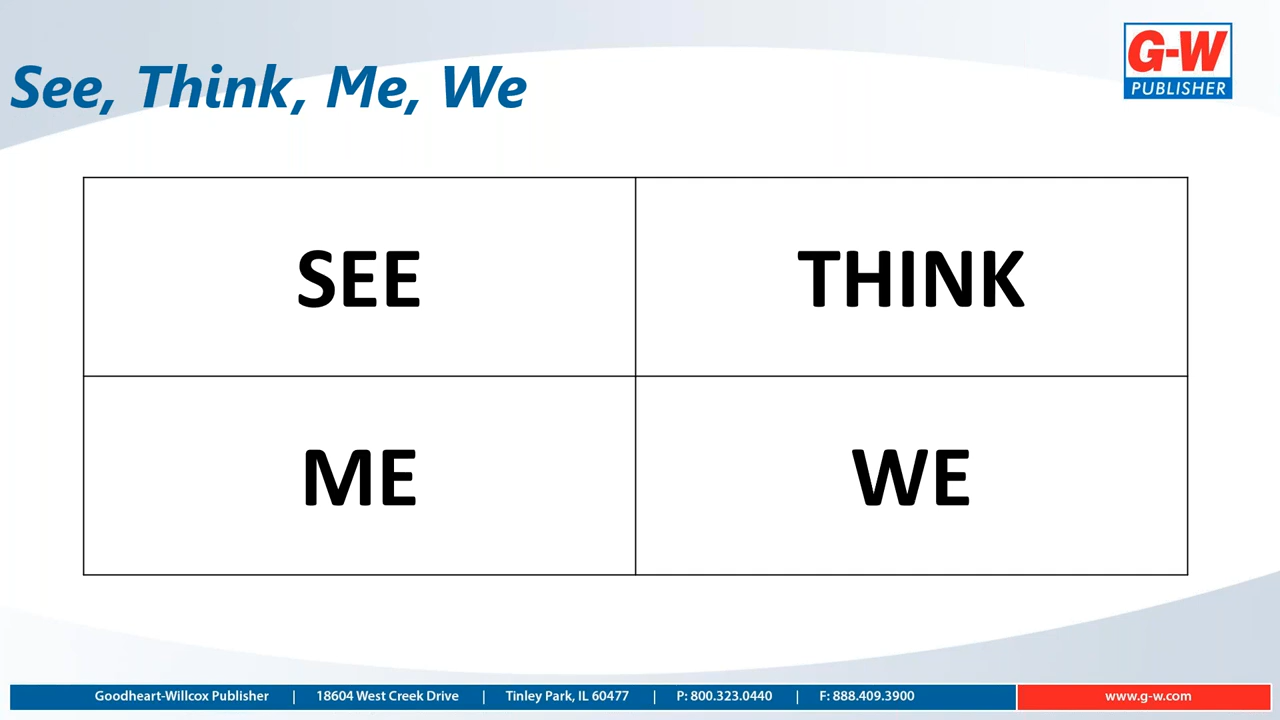 See, Think, Me, We
G-W
PUBLISHER
SEE
THINK
ME
WE
Goodheart-Willcox Publisher | 18604 West Creek Drive | Tinley Park, IL 60477 | P: 800.323.0440 | F: 888.409.3900
www.g-w.com